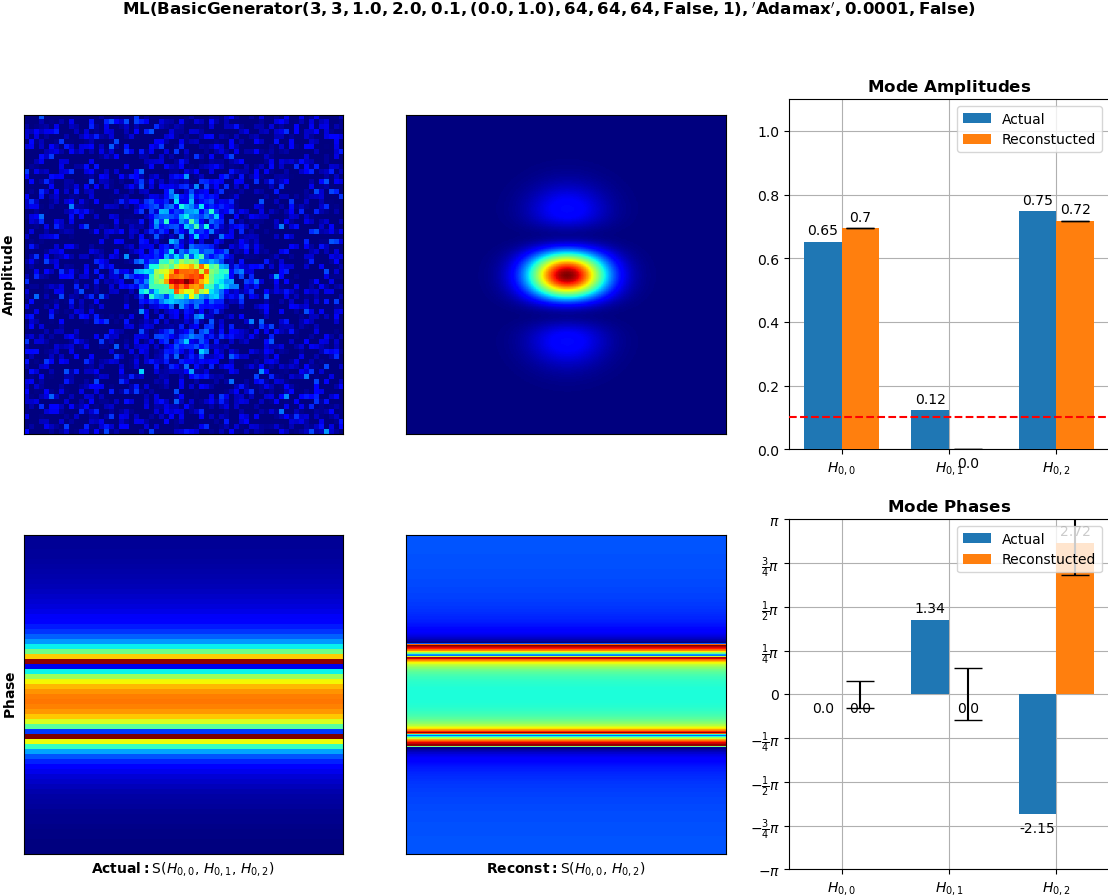 ML(BasicGenerator(3, 3, 1.0, 2.0, 0.1, (0.0, 1.0), 64, 64, 64, False, 1), ′Adamax′, 0.0001, False)
Amplitude
Mode Amplitudes
Actual
Reconstucted
1.0
0.8
0.6
0.4
0.2
0.0
0.65
0.7
0.12
0.0
0.75
0.72
H0,0
H0,1
H0,2
Phase
Actual: S(H0,0, H0,1, H0,2)
Reconst: S(H0,0, H0,2)
Mode Phases
Actual
Reconstucted
π
3/4π
1/2π
1/4π
0
−1/4π
−1/2π
−3/4π
−π
0.0
0.0
1.34
0.0
-2.15
2.72
H0,0
H0,1
H0,2